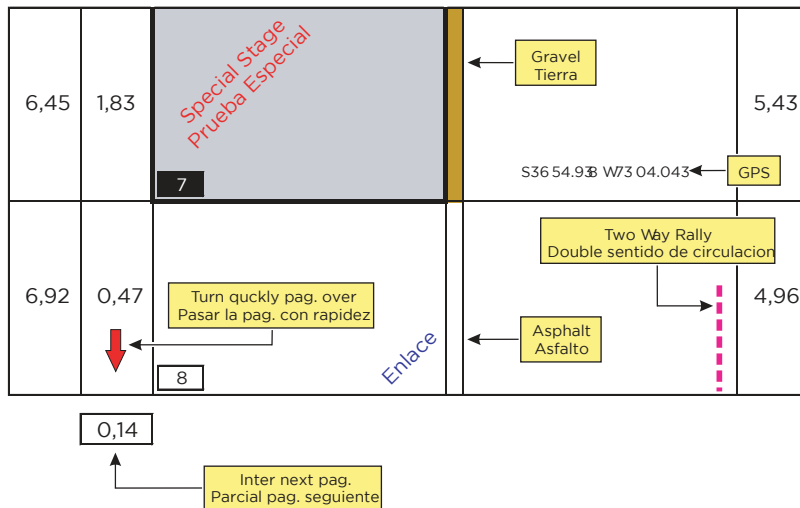 Special Stage
Prueba Especial
Gravel
Tierra
6,45 1,83 5,43
S36 54.938 W73 04.043
GPS
7
Two Way Rally
Double sentido de circulacion
6,92 0,47 4,96
Turn quckly pag. over
Pasar la pag. con rapidez
Asphalt
Asfalto
Enlace
8
0,14
Inter next pag.
Parcial pag. seguiente